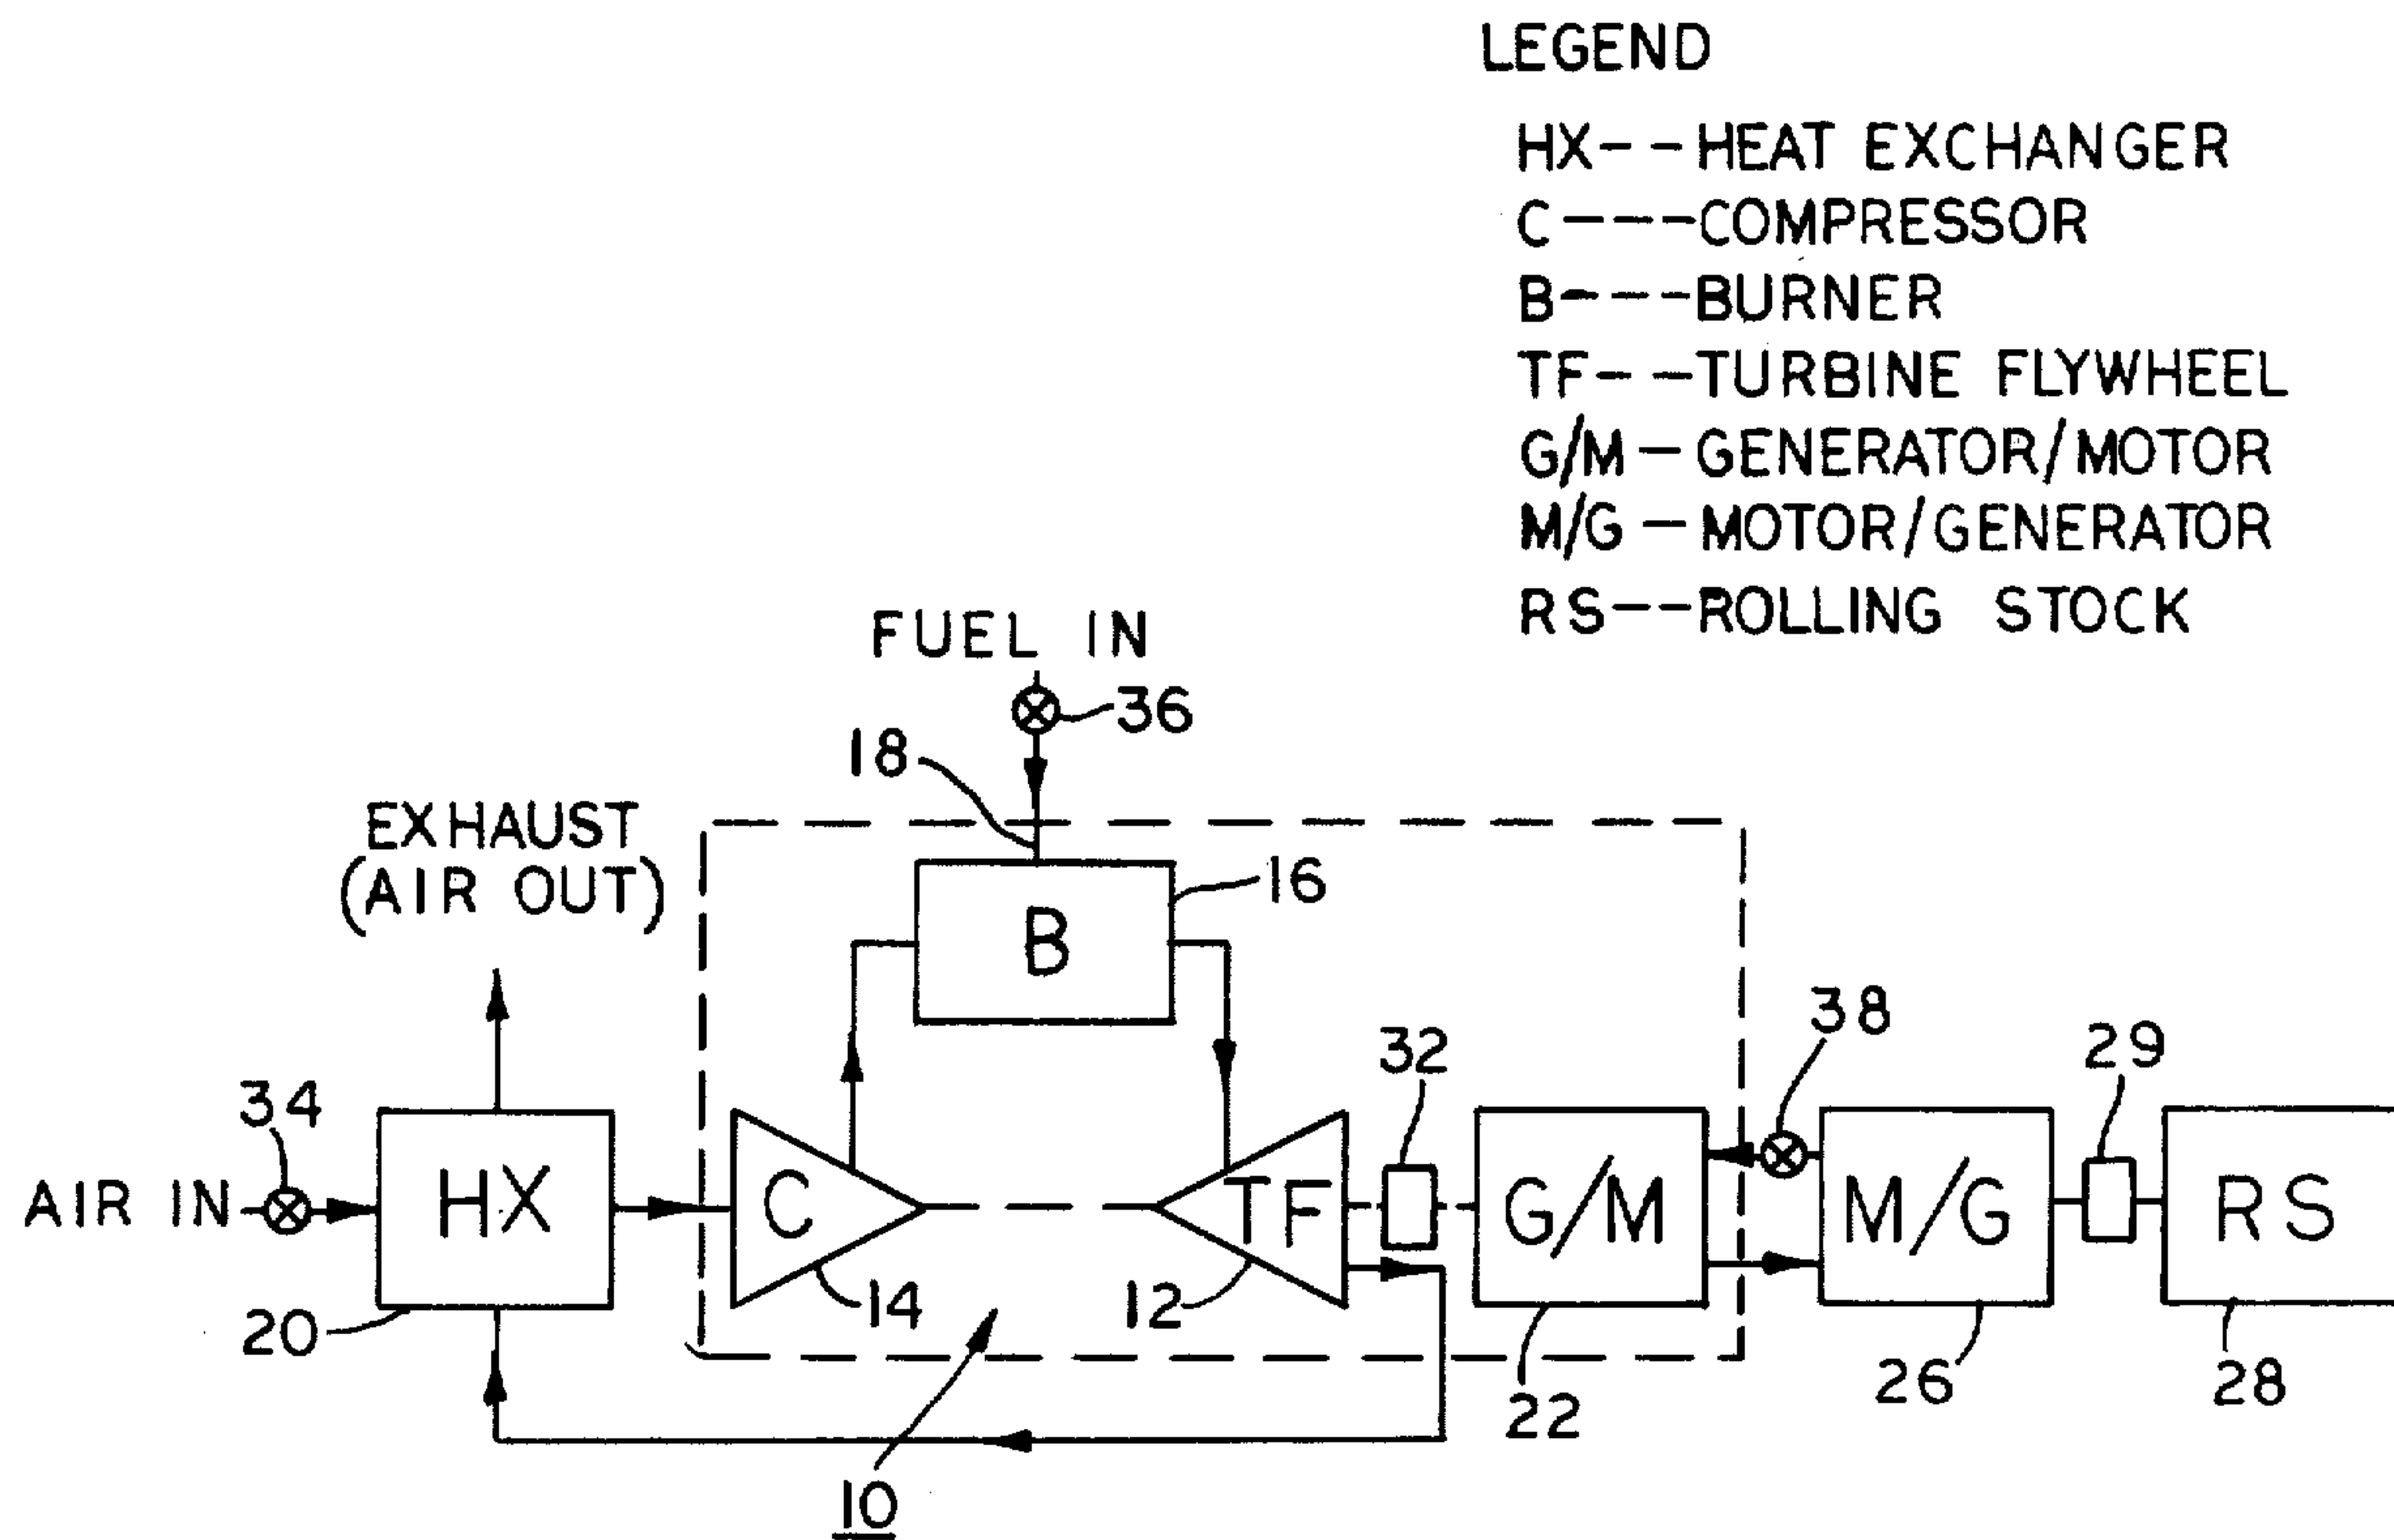 LEGEND
HX--HEAT EXCHANGER
C---COMPRESSOR
B---BURNER
TF--TURBINE FLYWHEEL
G/M-GENERATOR/MOTOR
M/G-MOTOR/GENERATOR
RS--ROLLING STOCK
FUEL IN
36
18
EXHAUST
(AIR OUT)
16
B
38
29
32
34
AIR IN
HX
C
TF
G/M
M/G
RS
20
14
12
22
26
28
10